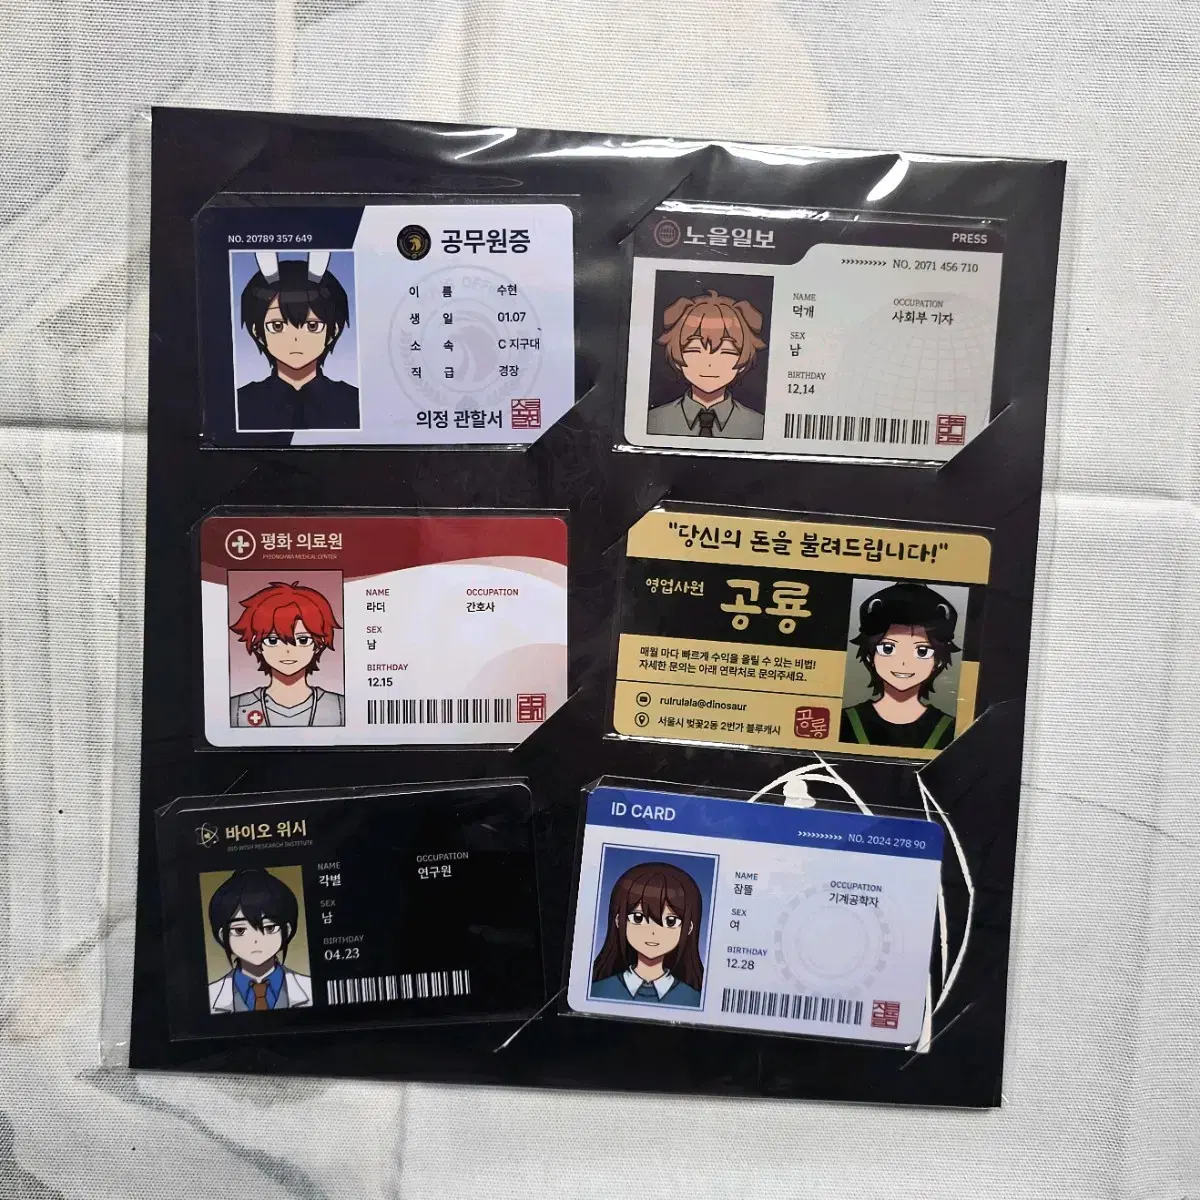 NO. 20789 357 649
공무원증
이 름 수현
생 일 01.07
소 속 C 지구대
직 급 경장
의정 관할서
노을일보
PRESS
NO. 2071 456 710
NAME
덕개
OCCUPATION
사회부 기자
SEX
남
BIRTHDAY
12.14
평화 의료원
PYEONGHWA MEDICAL CENTER
NAME
라더
OCCUPATION
간호사
SEX
남
BIRTHDAY
12.15
"당신의 돈을 불려드립니다!"
영업사원 공룡
매월 마다 빠르게 수익을 올릴 수 있는 비법!
자세한 문의는 아래 연락처로 문의주세요.
rulrulala@dinosaur
서울시 벚꽃2동 2번가 블루캐시
공룡
바이오 위시
BIO WISH RESEARCH INSTITUTE
NAME
각별
OCCUPATION
연구원
SEX
남
BIRTHDAY
04.23
ID CARD
NO. 2024 278 90
NAME
잠뜰
OCCUPATION
기계공학자
SEX
여
BIRTHDAY
12.28